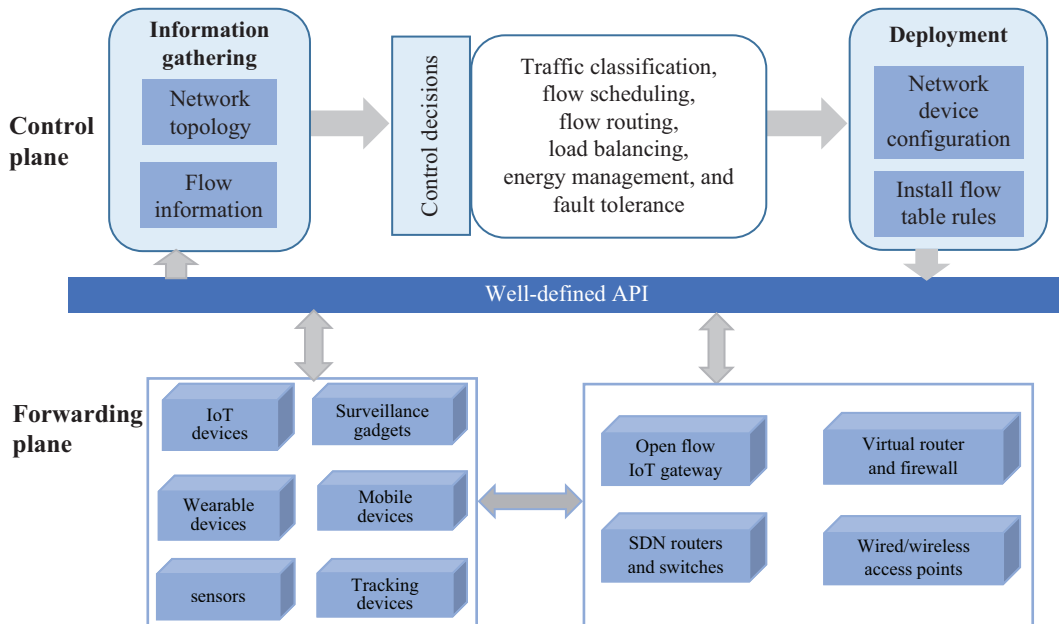 Control
plane
Information
gathering
Network
topology
Flow
information
Control decisions
Traffic classification,
flow scheduling,
flow routing,
load balancing,
energy management, and
fault tolerance
Deployment
Network
device
configuration
Install flow
table rules
Well-defined API
Forwarding
plane
IoT
devices
Surveillance
gadgets
Wearable
devices
Mobile
devices
sensors
Tracking
devices
Open flow
IoT gateway
Virtual router
and firewall
SDN routers
and switches
Wired/wireless
access points